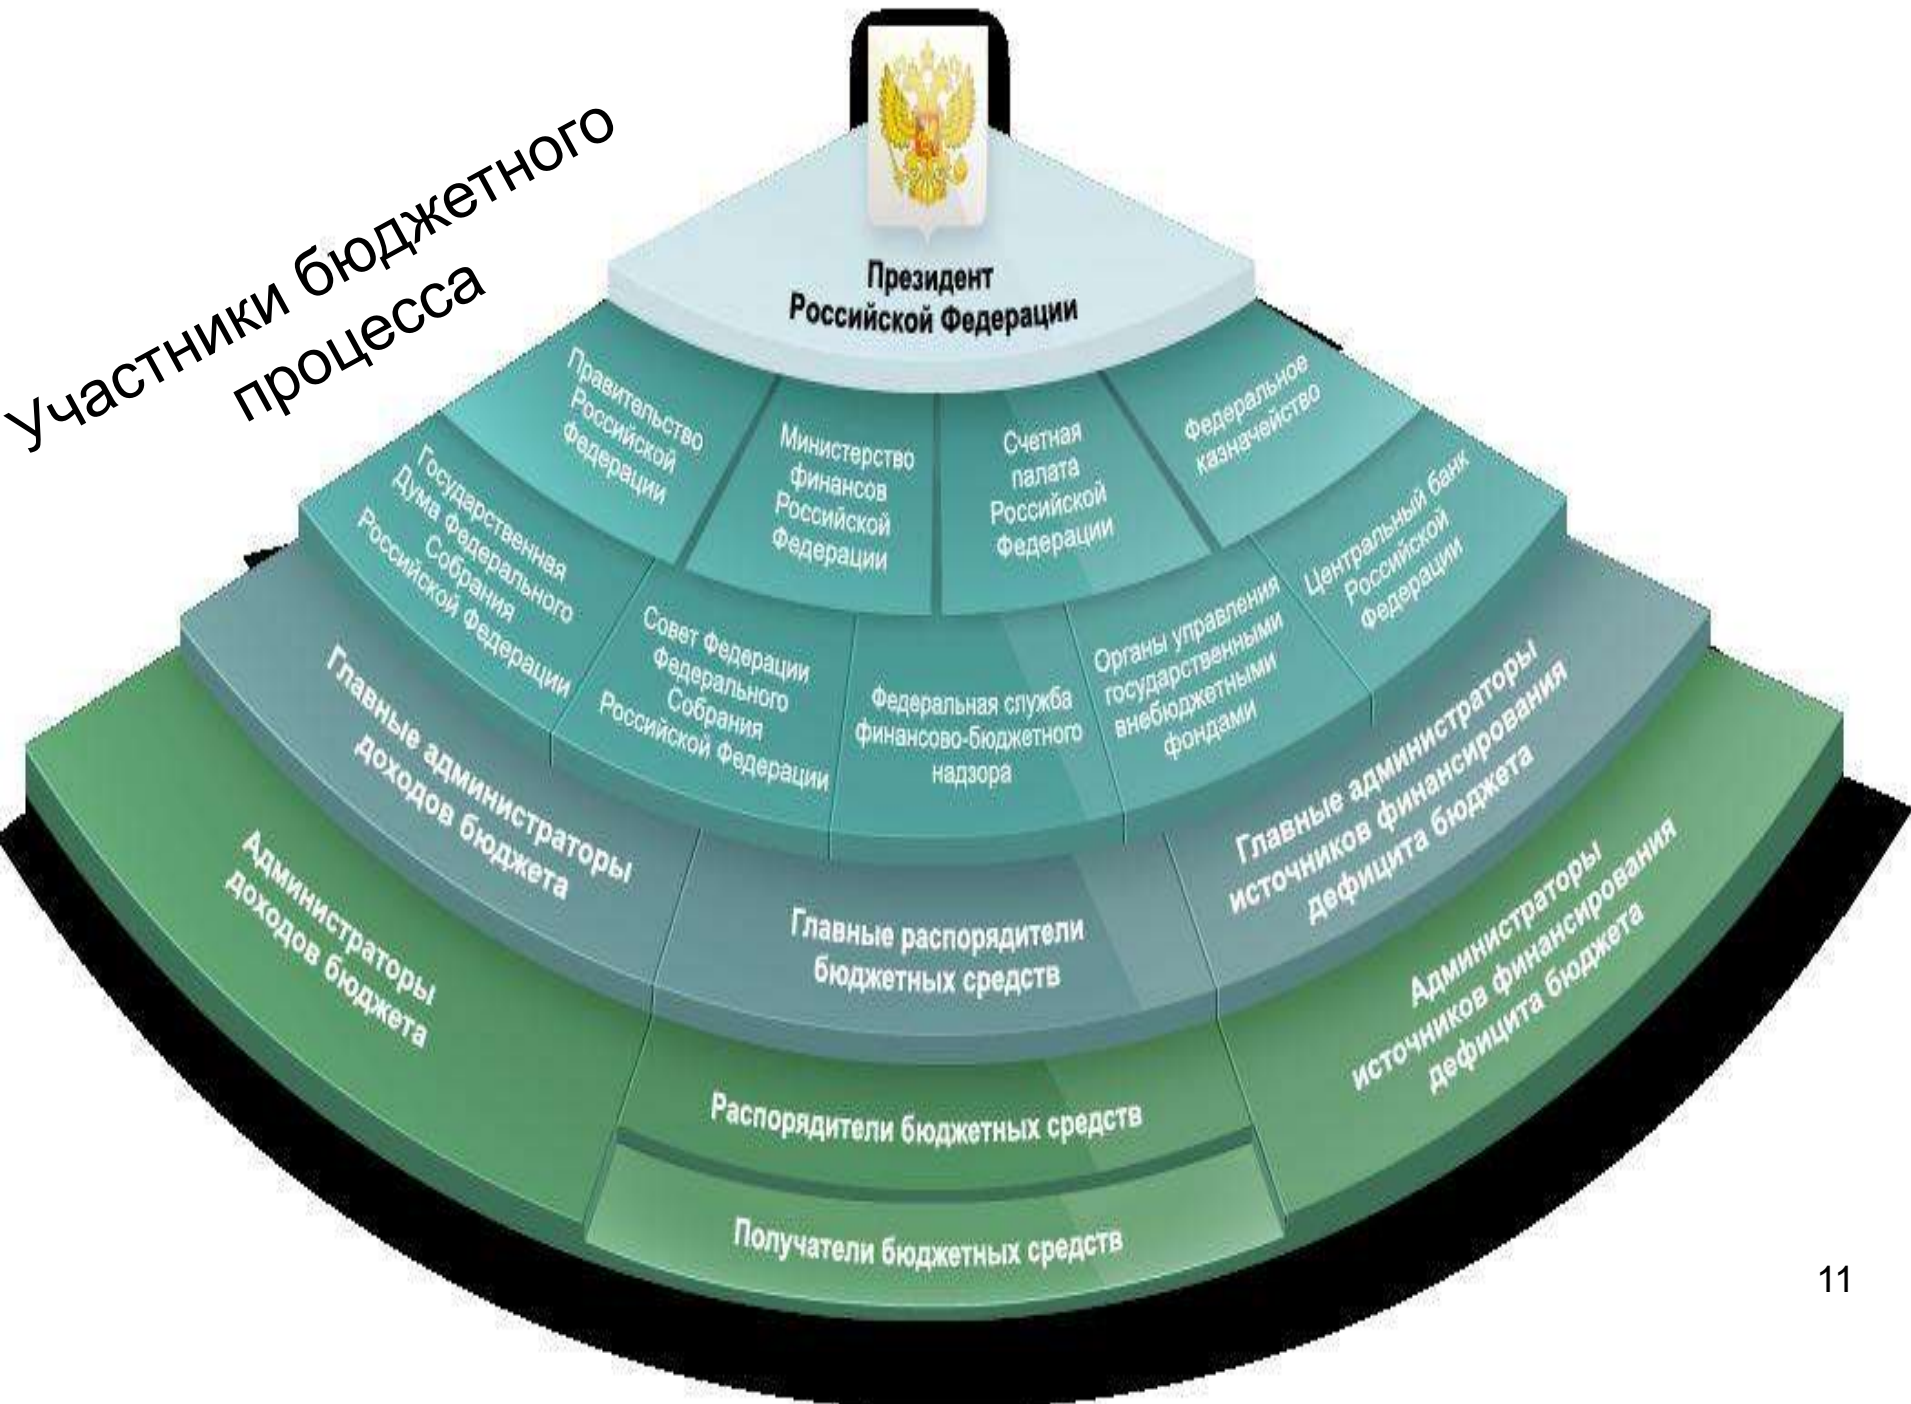 Участники бюджетного
процесса
Президент
Российской Федерации
Правительство
Российской
Федерации
Министерство
финансов
Российской
Федерации
Счетная
палата
Российской
Федерации
Федеральное
казначейство
Государственная
Дума Федерального
Собрания
Российской Федерации
Совет Федерации
Федерального
Собрания
Российской Федерации
Федеральная служба
финансово-бюджетного
надзора
Органы управления
государственными
внебюджетными
фондами
Центральный банк
Российской
Федерации
Главные администраторы
доходов бюджета
Главные распорядители
бюджетных средств
Главные администраторы
источников финансирования
дефицита бюджета
Администраторы
доходов бюджета
Распорядители бюджетных средств
Получатели бюджетных средств
Администраторы
источников финансирования
дефицита бюджета
11